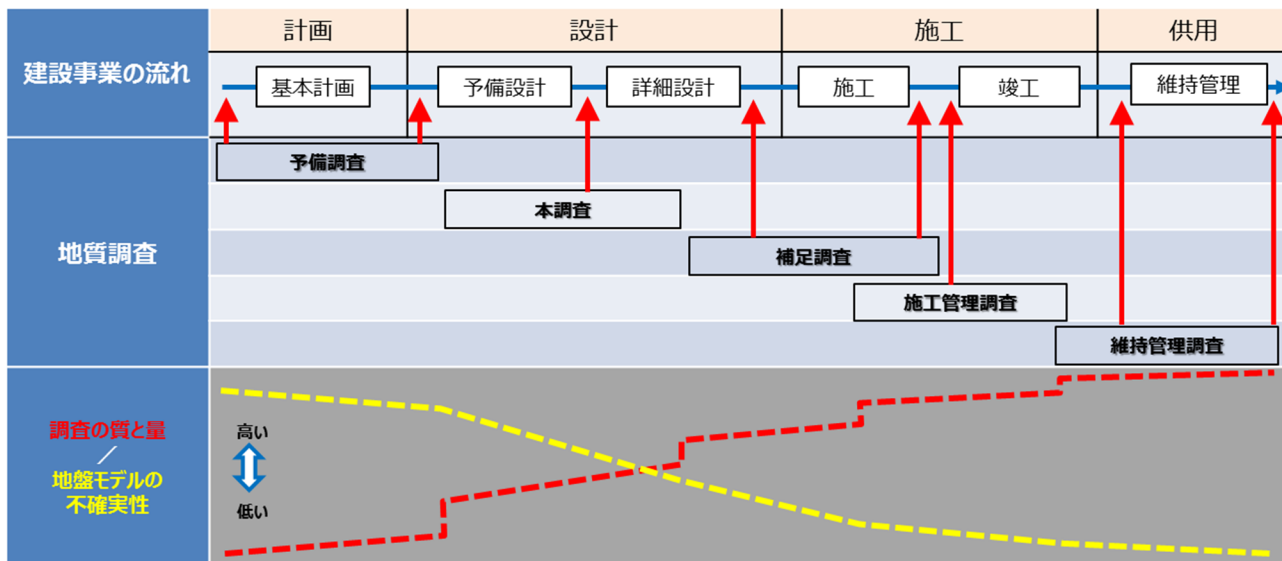 計画
設計
施工
供用
建設事業の流れ
基本計画
予備設計
詳細設計
施工
竣工
維持管理
地質調査
予備調査
本調査
補足調査
施工管理調査
維持管理調査
調査の質と量
／
地盤モデルの
不確実性
高い
低い